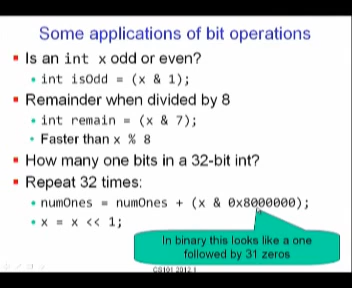 Some applications of bit operations
Is an int x odd or even?
int isOdd = (x & 1);
Remainder when divided by 8
int remain = (x & 7);
Faster than x % 8
How many one bits in a 32-bit int?
Repeat 32 times:
numOnes = numOnes + (x & 0x80000000);
x = x << 1;
In binary this looks like a one
followed by 31 zeros